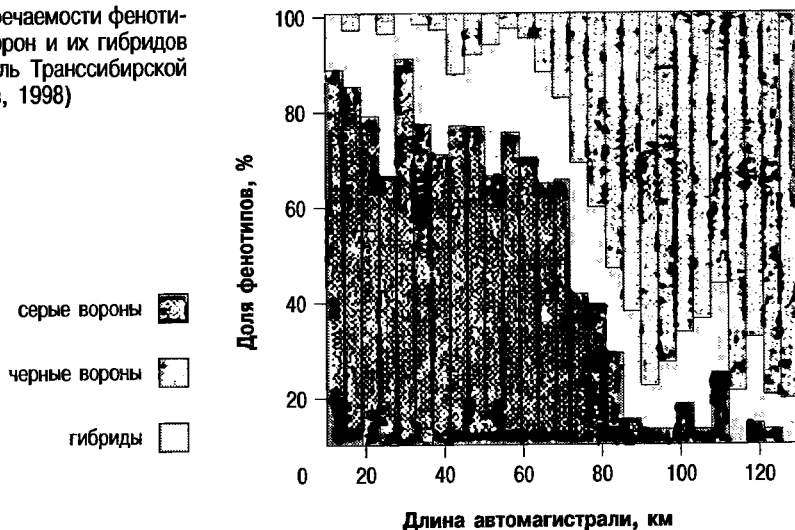 речаемости феноти-
орон и их гибридов
ль Транссибирской
, 1998)
серые вороны
черные вороны
гибриды
Доля фенотипов, %
100
80
60
40
20
0 20 40 60 80 100 120
Длина автомагистрали, км